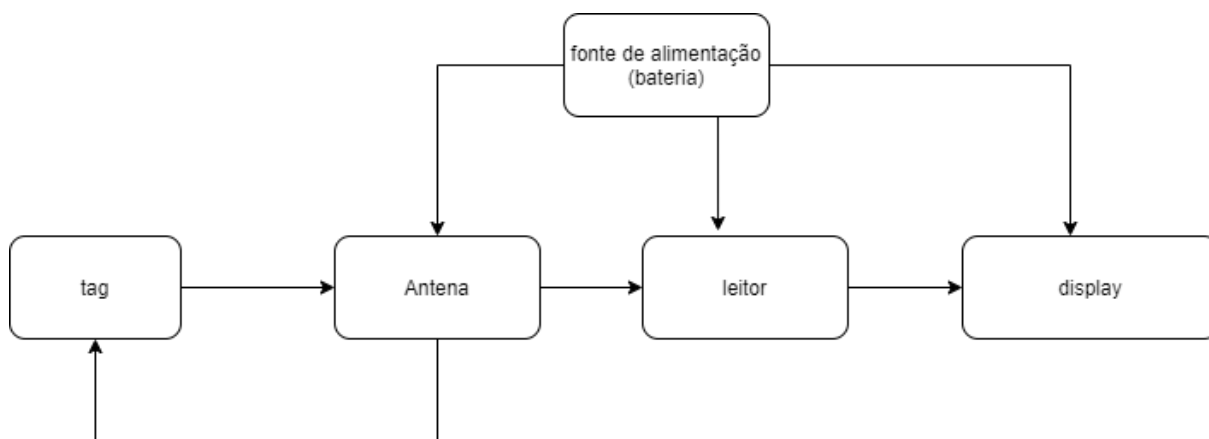 fonte de alimentação
(bateria)
tag
Antena
leitor
display